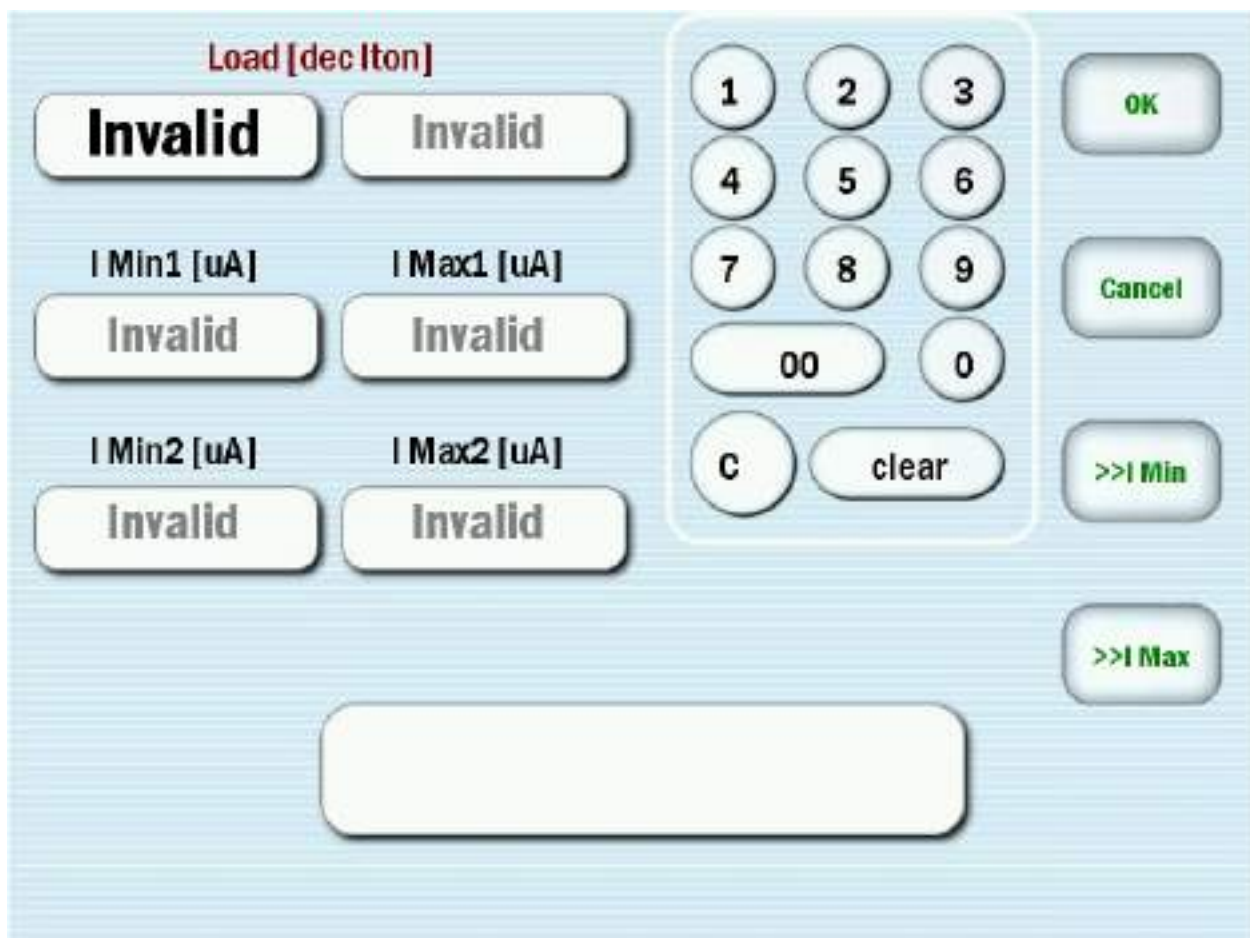 Load [dec Iton]
Invalid Invalid
I Min1 [uA] I Max1 [uA]
Invalid Invalid
I Min2 [uA] I Max2 [uA]
Invalid Invalid
1 2 3
4 5 6
7 8 9
00 0
C clear
OK
Cancel
>>I Min
>>I Max